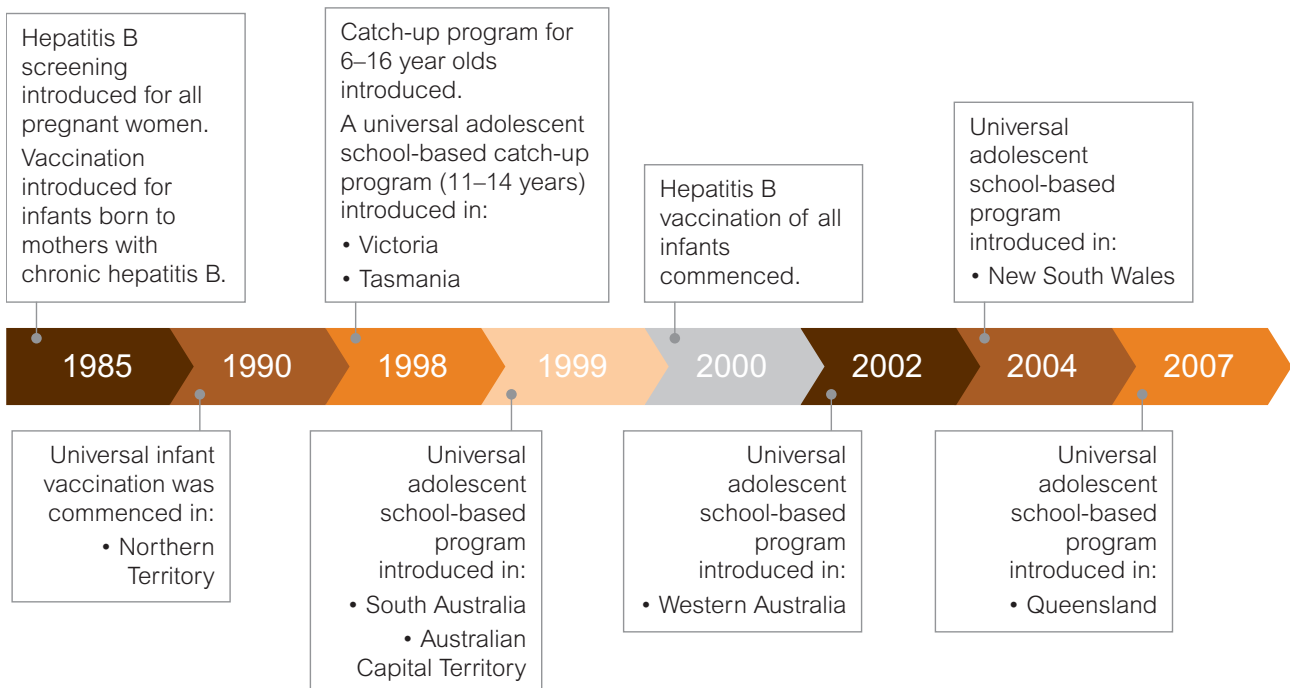 Hepatitis B
screening
introduced for all
pregnant women.
Vaccination
introduced for
infants born to
mothers with
chronic hepatitis B.
Catch-up program for
6–16 year olds
introduced.
A universal adolescent
school-based catch-up
program (11–14 years)
introduced in:
• Victoria
• Tasmania
Hepatitis B
vaccination of all
infants
commenced.
Universal
adolescent
school-based
program
introduced in:
• New South Wales
1985
1990
1998
1999
2000
2002
2004
2007
Universal infant
vaccination was
commenced in:
• Northern
Territory
Universal
adolescent
school-based
program
introduced in:
• South Australia
• Australian
Capital Territory
Universal
adolescent
school-based
program
introduced in:
• Western Australia
Universal
adolescent
school-based
program
introduced in:
• Queensland